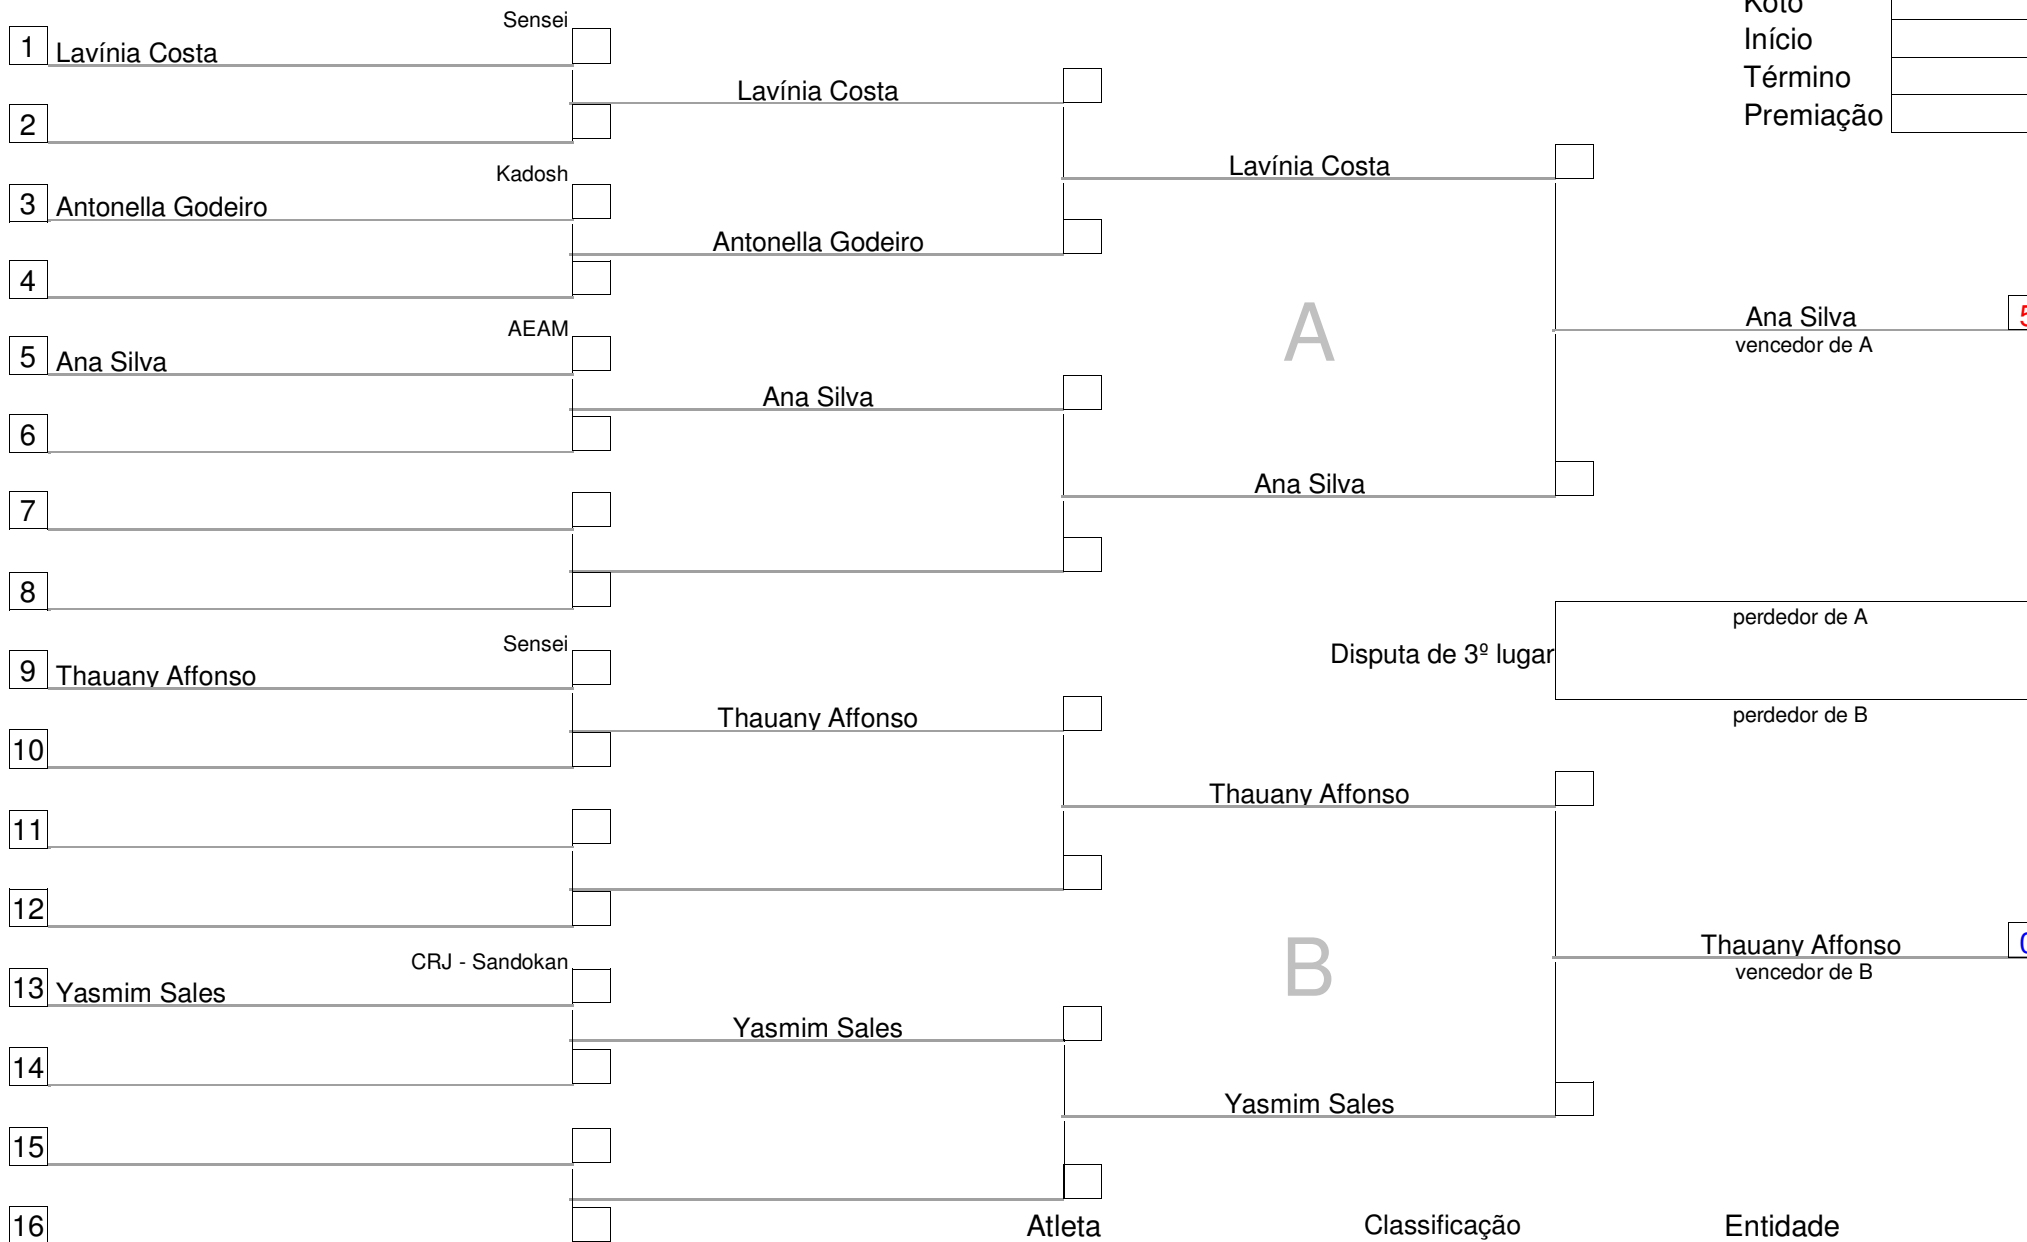 Koto
Sensei
1 Lavínia Costa
Início
Término
Lavínia Costa
2
Premiação
Kadosh
Lavínia Costa
3 Antonella Godeiro
Antonella Godeiro
4
A
Ana Silva
AEAM
vencedor de A
5 Ana Silva
Ana Silva
6
Ana Silva
7
8
perdedor de A
Sensei
Disputa de 3º lugar
9 Thauany Affonso
Thauany Affonso
perdedor de B
10
Thauany Affonso
11
12
B
Thauany Affonso
CRJ - Sandokan
vencedor de B
13 Yasmim Sales
Yasmim Sales
14
Yasmim Sales
15
16
Atleta Classificação Entidade